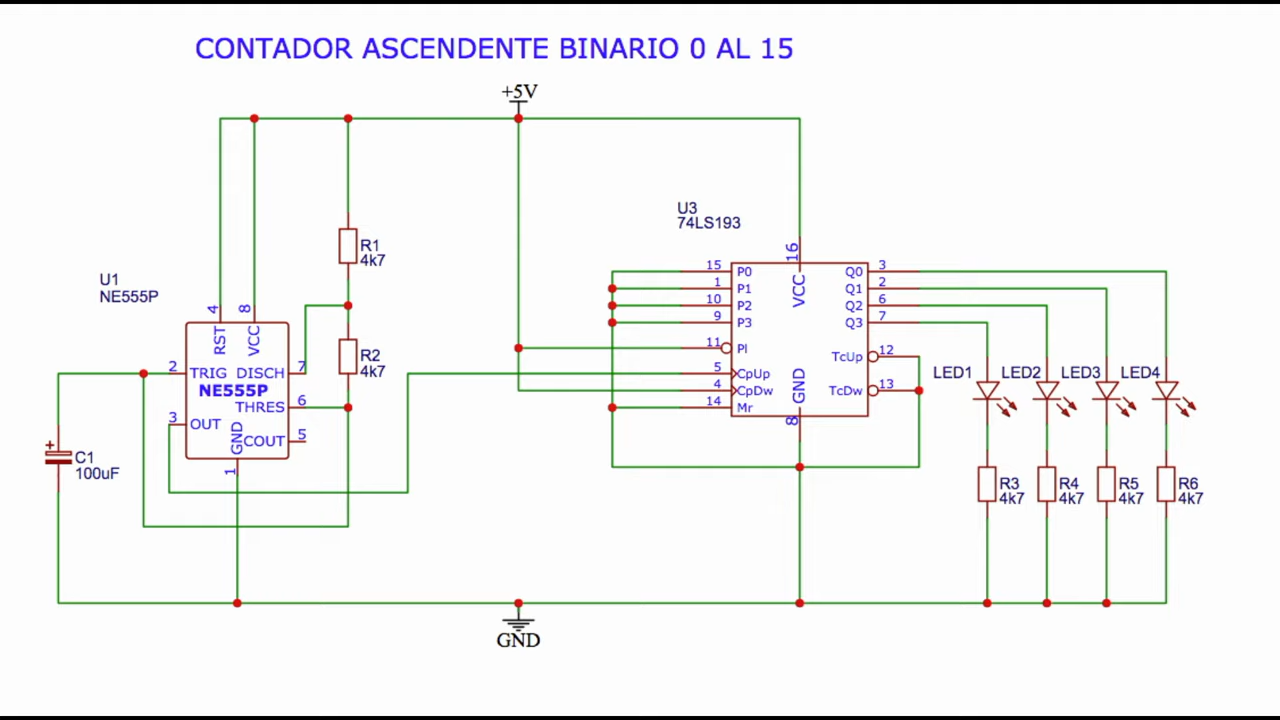 CONTADOR ASCENDENTE BINARIO 0 AL 15
+5V
U3
74LS193
R1
4k7
U1
NE555P
4
8
RST
VCC
2
TRIG
DISCH
7
NE555P
THRES
6
3
OUT
GND
COUT
5
1
R2
4k7
+
C1
100uF
16
VCC
15
P0
Q0
3
1
P1
Q1
2
10
P2
Q2
6
9
P3
Q3
7
11
Pl
TcUp
12
5
CpUp
4
CpDw
TcDw
13
14
Mr
GND
8
LED1
LED2
LED3
LED4
R3
4k7
R4
4k7
R5
4k7
R6
4k7
GND